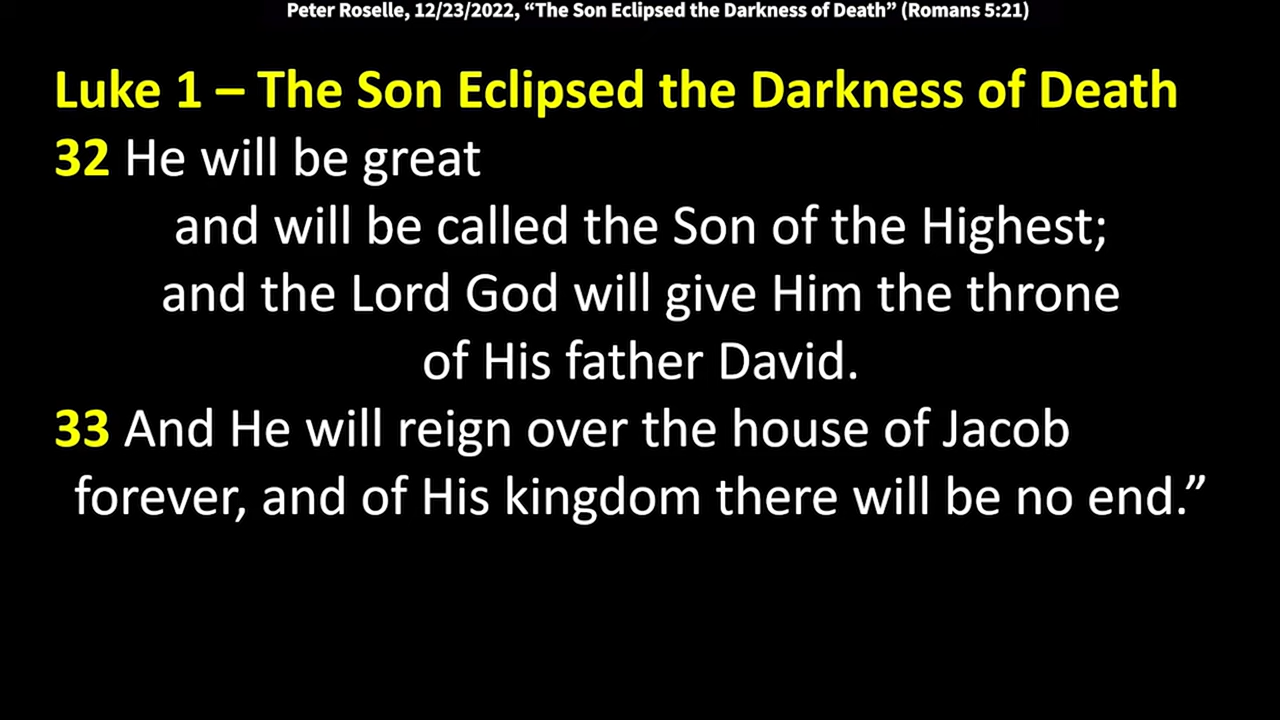 Peter Roselle, 12/23/2022, “The Son Eclipsed the Darkness of Death” (Romans 5:21)
Luke 1 – The Son Eclipsed the Darkness of Death
32 He will be great
and will be called the Son of the Highest;
and the Lord God will give Him the throne
of His father David.
33 And He will reign over the house of Jacob
forever, and of His kingdom there will be no end.”